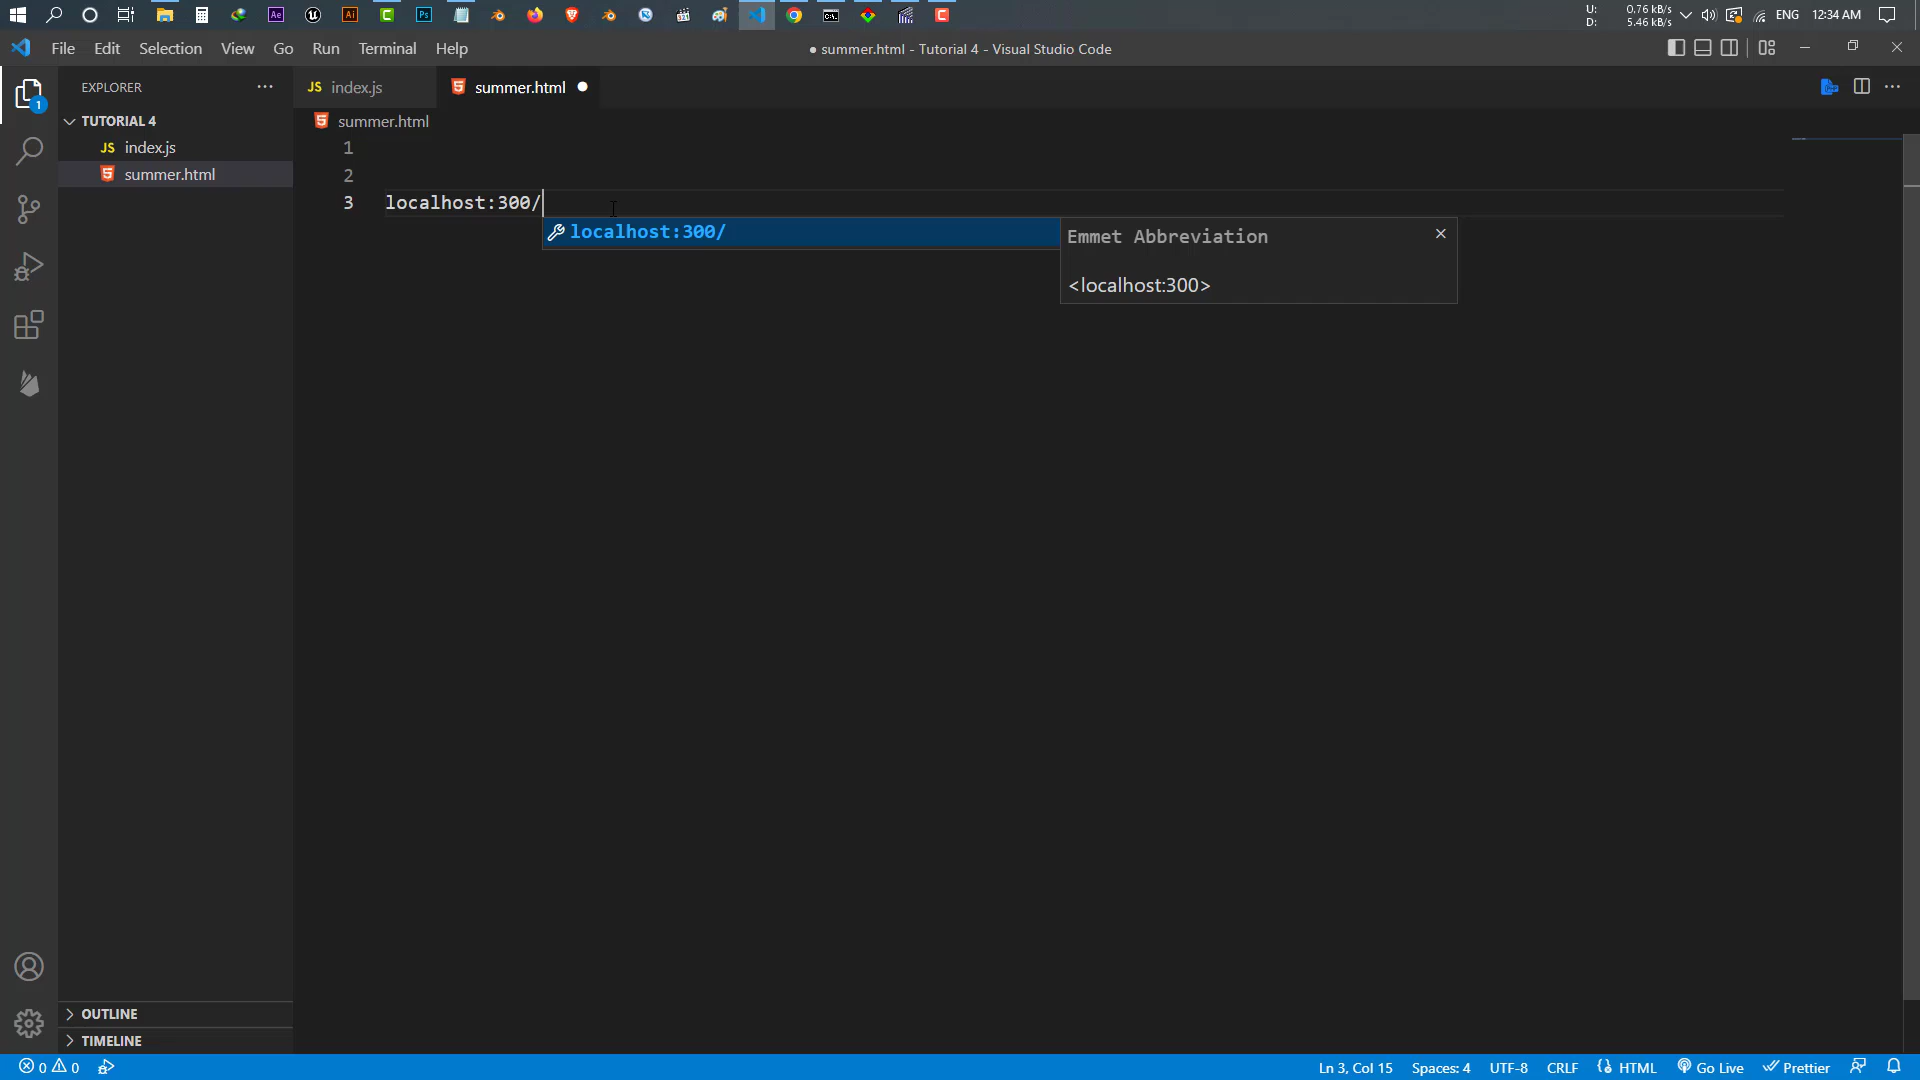 U: 0.76 kB/s
D: 5.46 kB/s
ENG 12:34 AM
File Edit Selection View Go Run Terminal Help
● summer.html - Tutorial 4 - Visual Studio Code
EXPLORER
JS index.js
summer.html ●
TUTORIAL 4
summer.html
JS index.js
summer.html
1
2
3 localhost:300/
localhost:300/
Emmet Abbreviation
<localhost:300>
1
OUTLINE
TIMELINE
0 0
Ln 3, Col 15 Spaces: 4 UTF-8 CRLF HTML Go Live Prettier